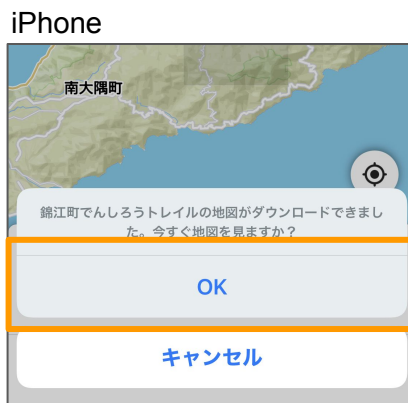 iPhone
南大隅町
錦江町でんしろうトレイルの地図がダウンロードできまし
た。今すぐ地図を見ますか？
OK
キャンセル